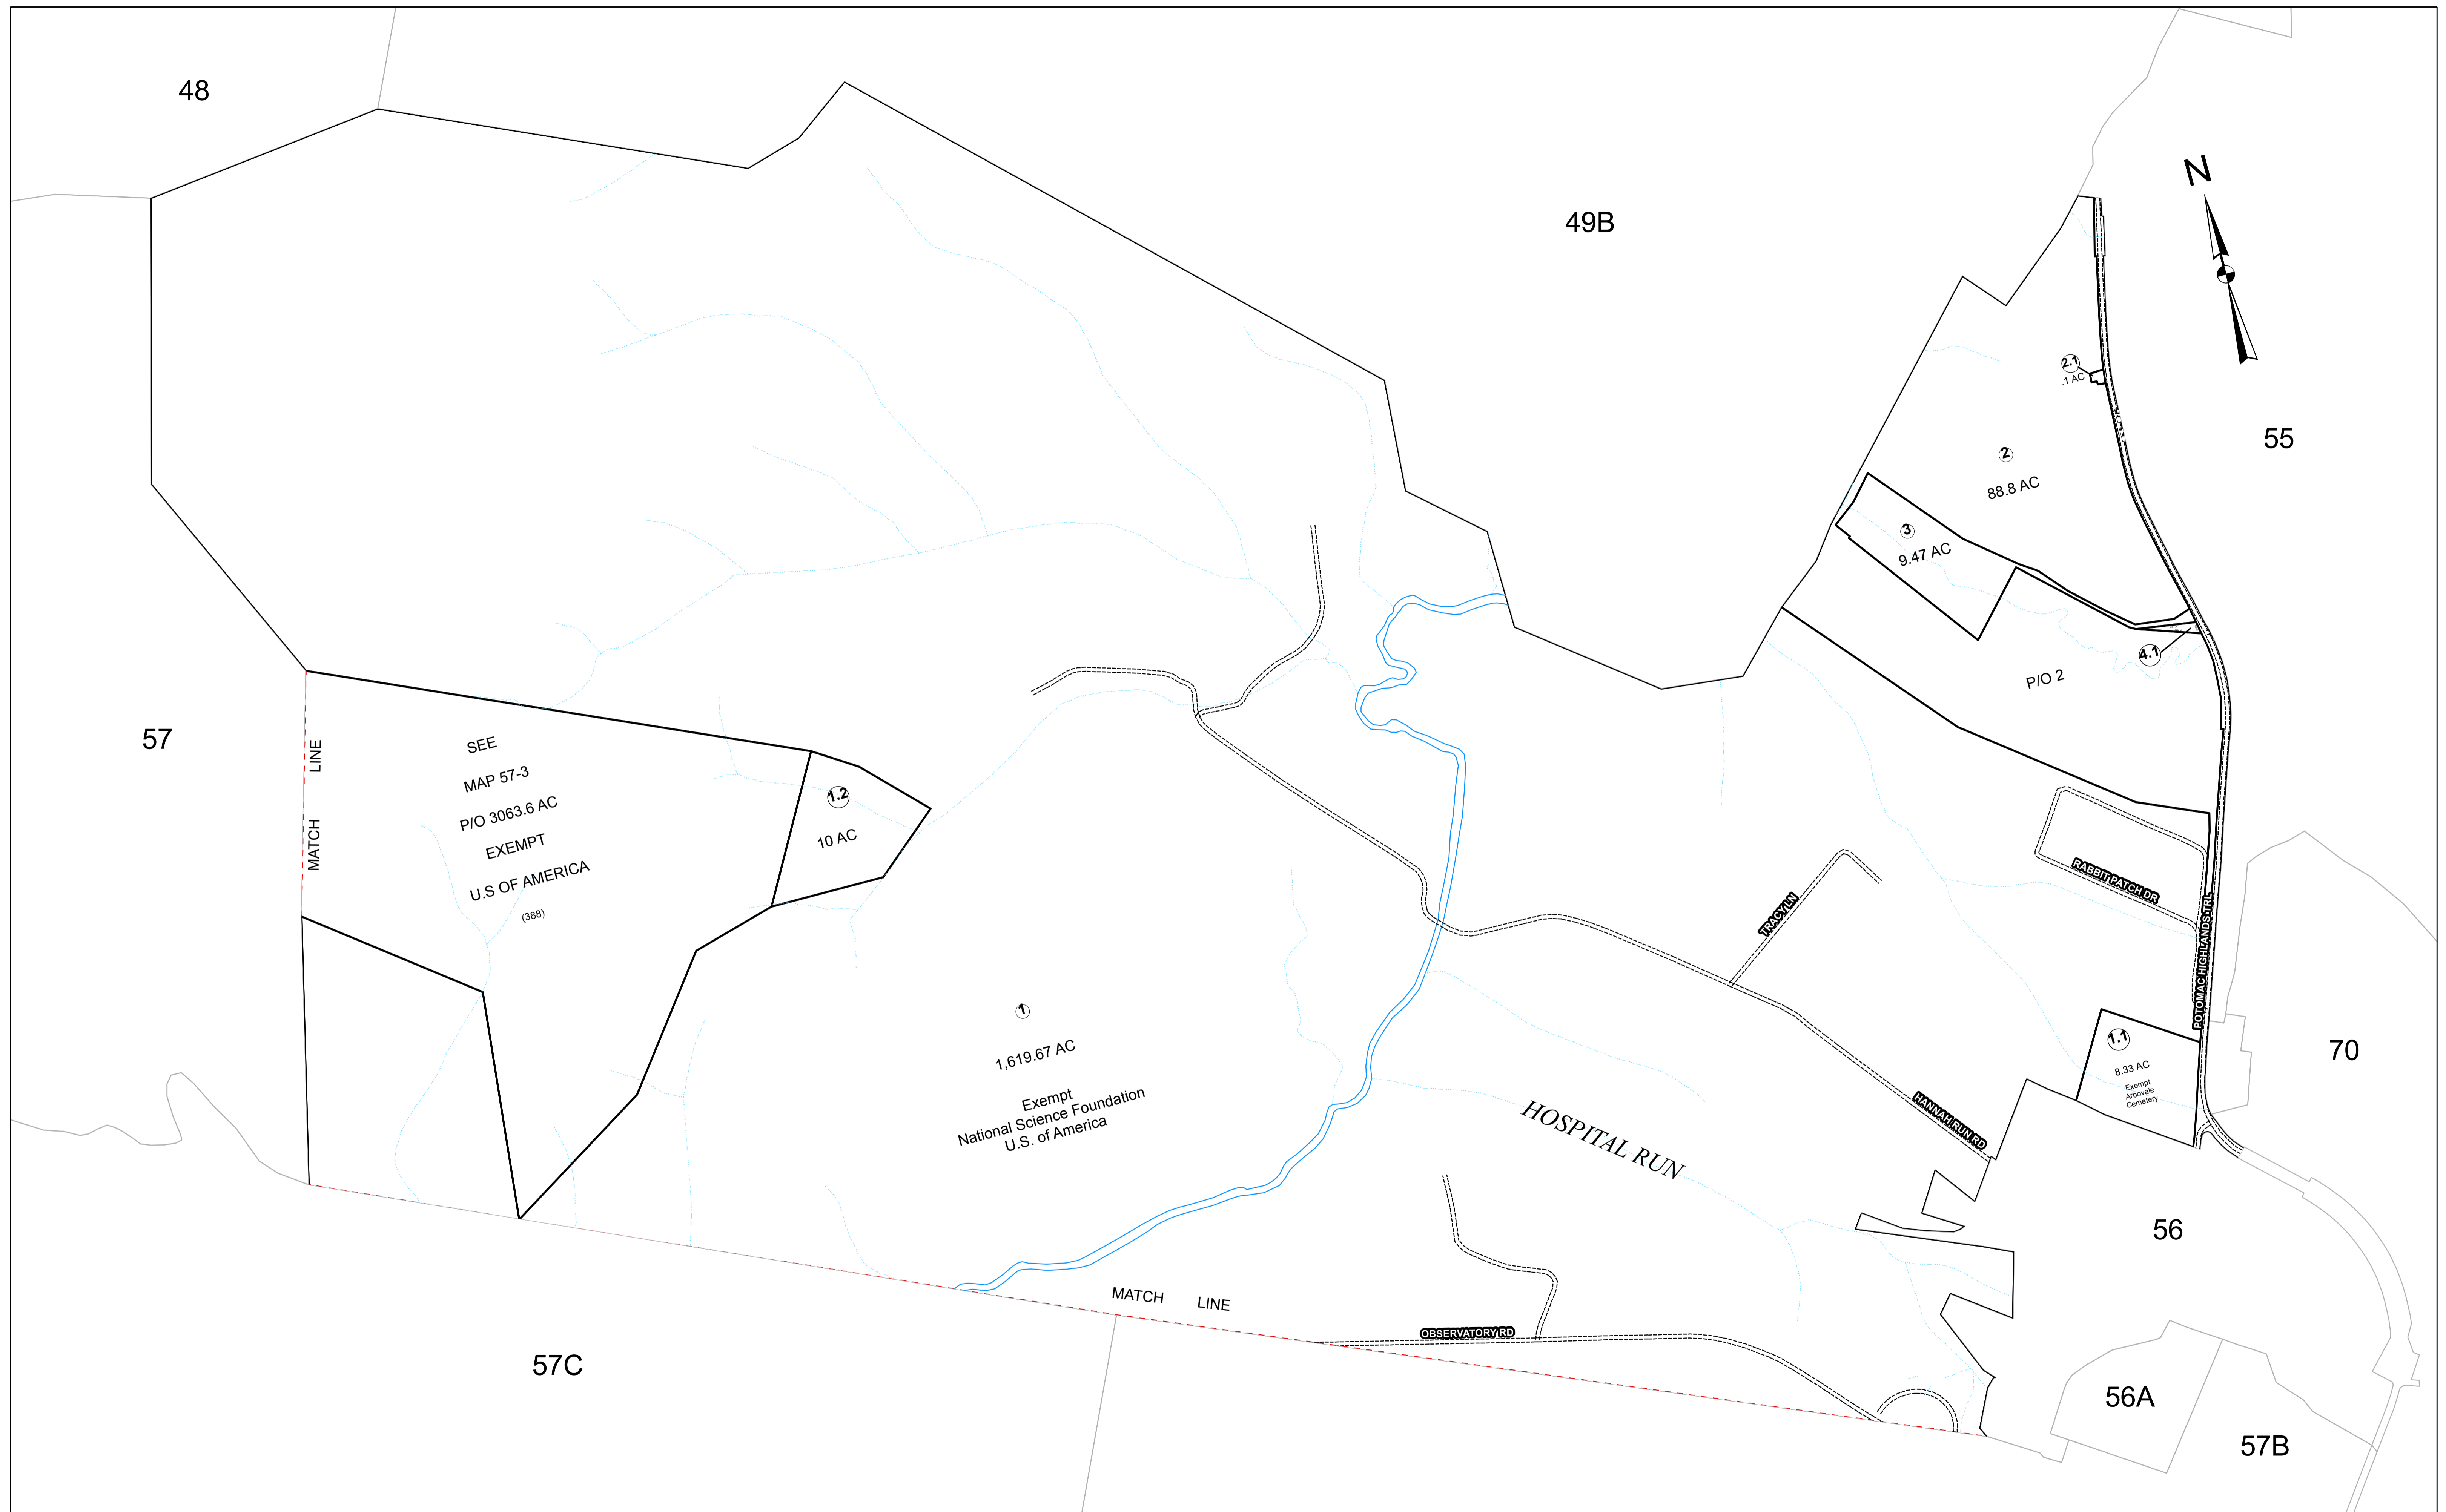 48
49B
N
2.1
.1 AC
55
2
88.8 AC
3
9.47 AC
4.1
P/O 2
57
MATCH LINE
SEE
MAP 57-3
P/O 3063.6 AC
EXEMPT
U.S OF AMERICA
(388)
1.2
10 AC
RABBIT PATCH DR
TRACY LN
POTOMAC HIGHLANDS TRL
1
1,619.67 AC
Exempt
National Science Foundation
U.S. of America
1.1
8.33 AC
Exempt
Arbovale
Cemetery
70
HOSPITAL RUN
HANNAH RUN RD
56
MATCH LINE
OBSERVATORY RD
57C
56A
57B